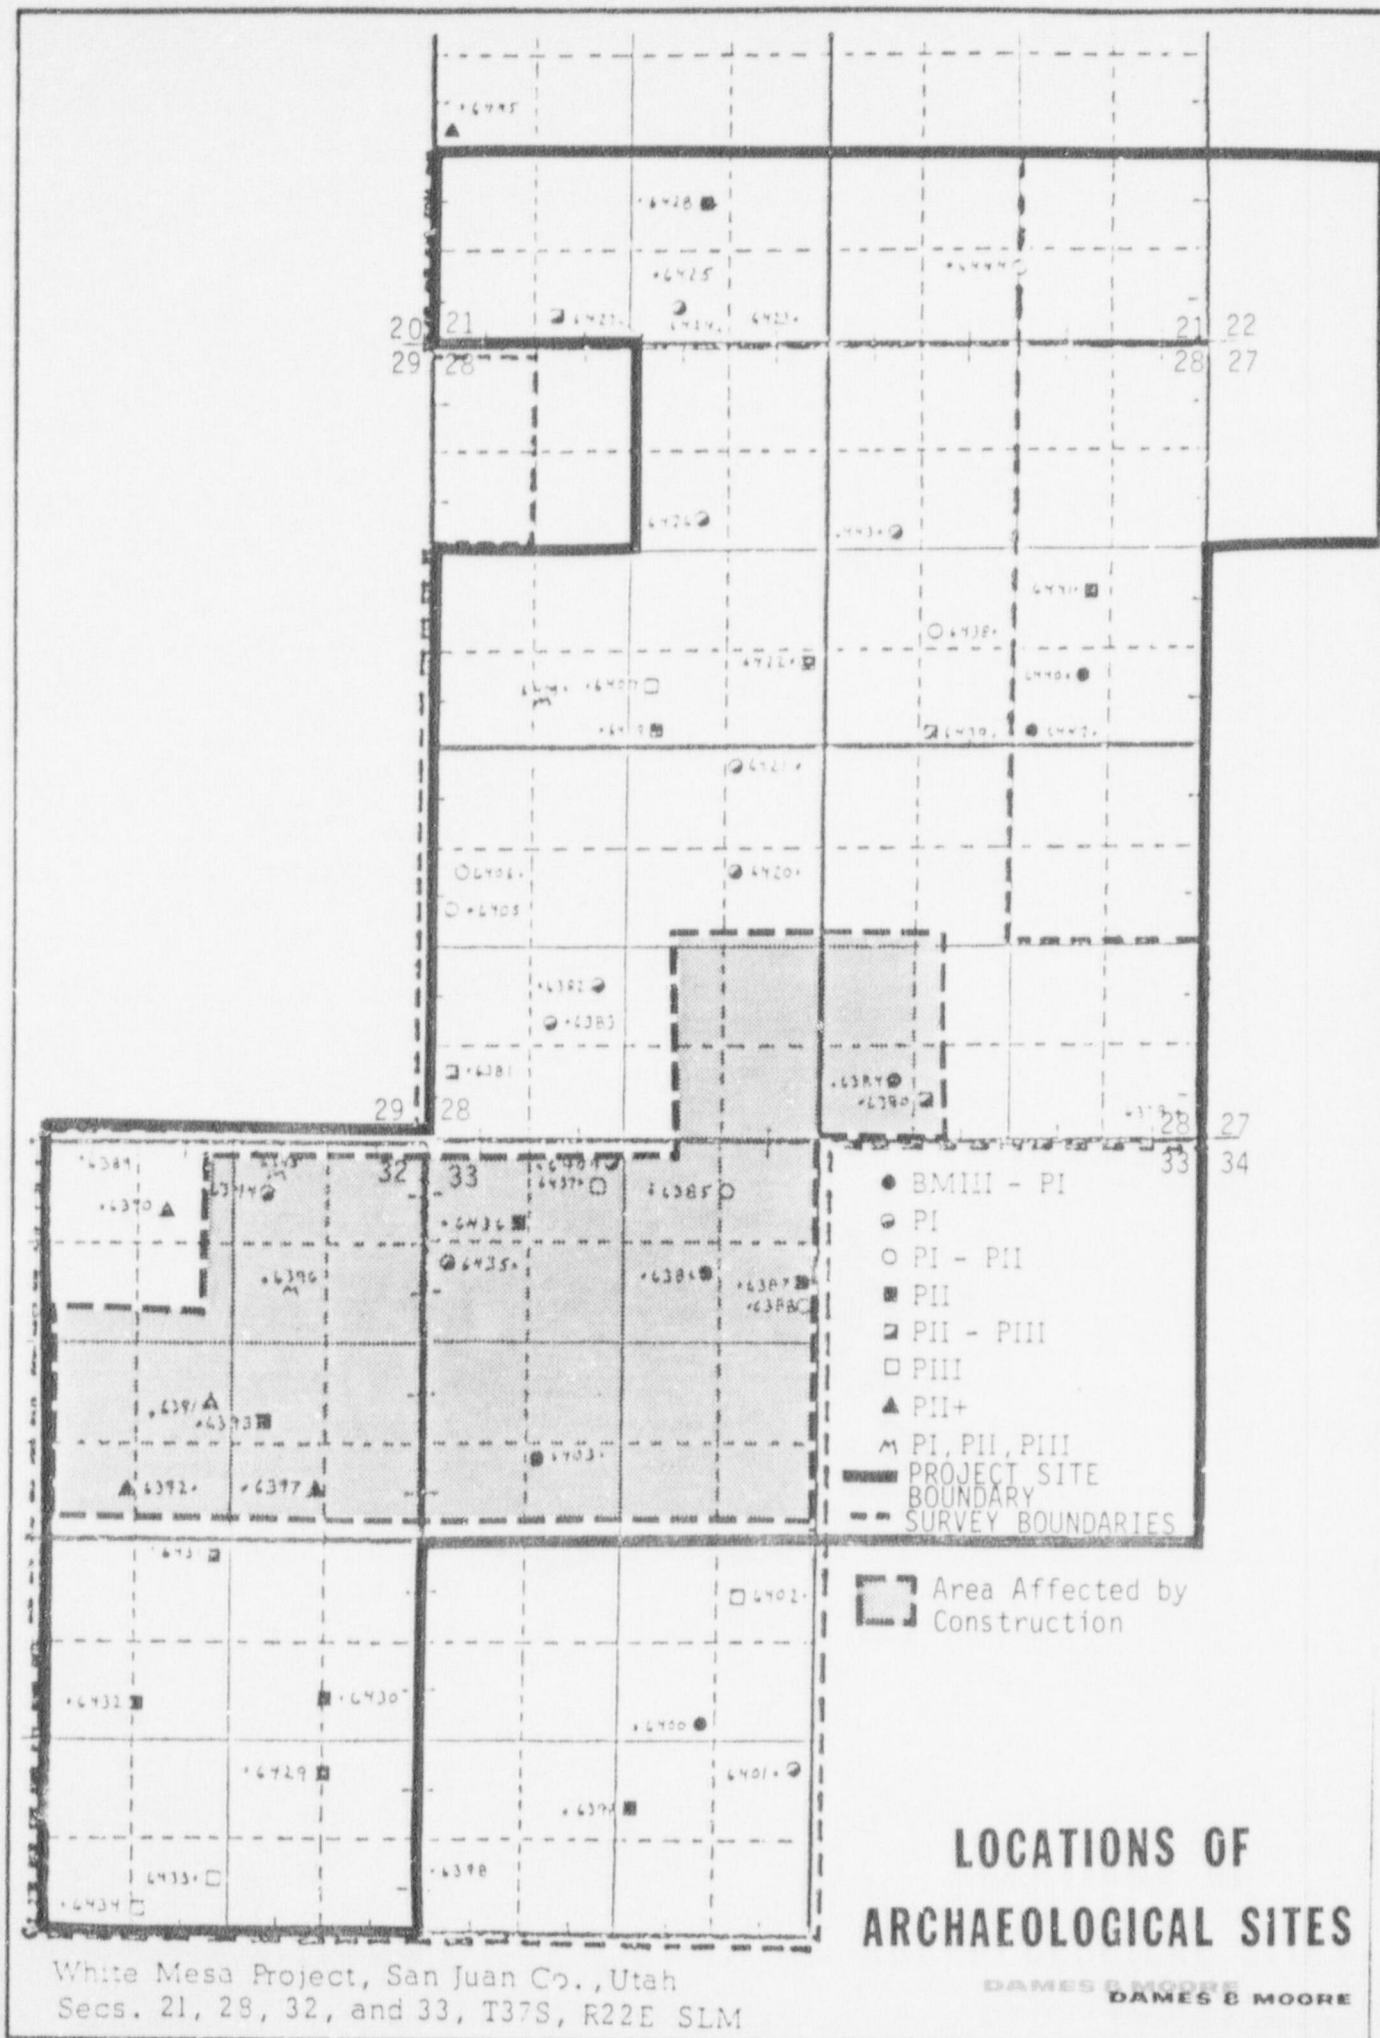 6428
6425
20 21
21 22
29 28
28 27
6438
6422
6421
6406
6420
6405
6382
6383
6381
6384
6380
29 28
28 27
33 34
6389
32
33
6390
6394
6437
6385
6436
6435
6396
6386
6387
6388
6391
6393
6403
6392
6397
● BMIII - PI
PI
○ PI - PII
■ PII
PII - PIII
□ PIII
▲ PII+
PI, PII, PIII
PROJECT SITE
BOUNDARY
SURVEY BOUNDARIES
Area Affected by
Construction
6402
6432
6430
6400
6429
6401
6398
6433
6434
LOCATIONS OF
ARCHAEOLOGICAL SITES
White Mesa Project, San Juan Co., Utah
Secs. 21, 28, 32, and 33, T37S, R22E SLM
DAMES & MOORE
DAMES & MOORE